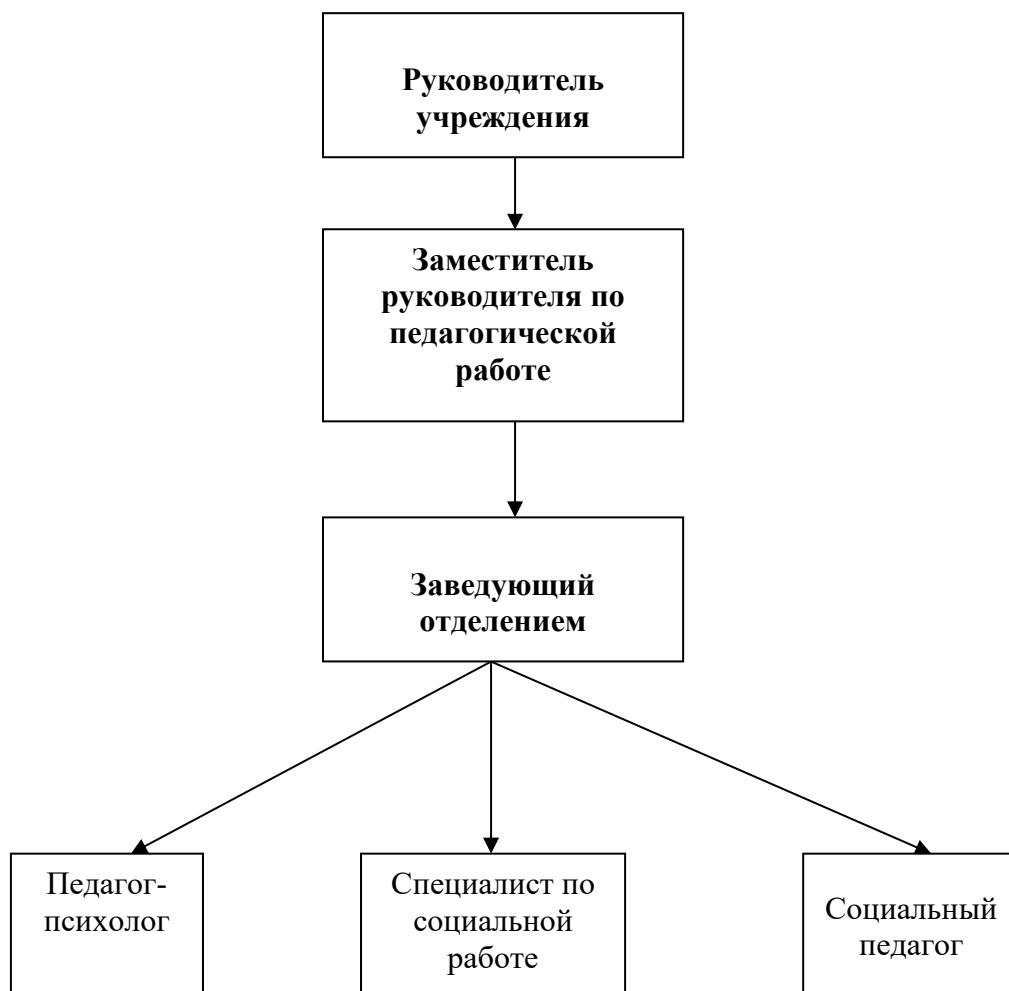 Руководитель
учреждения
Заместитель
руководителя по
педагогической
работе
Заведующий
отделением
Педагог-
психолог
Специалист по
социальной
работе
Социальный
педагог